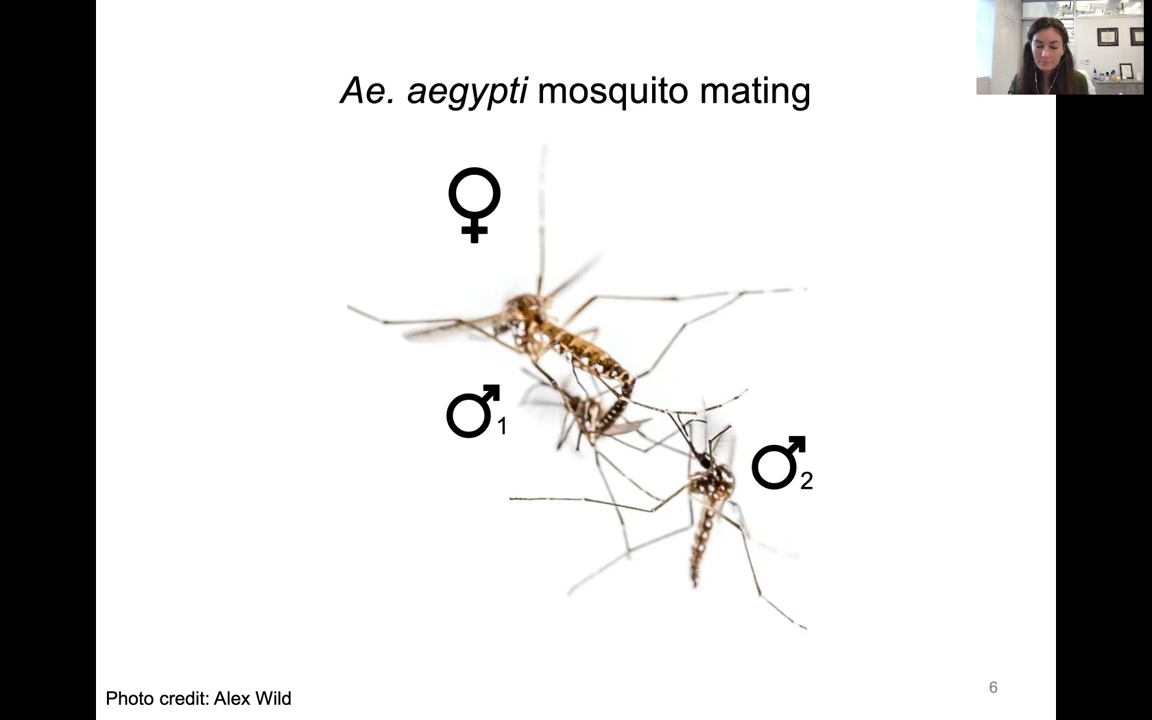 Ae. aegypti mosquito mating
♀
♂1
♂2
Photo credit: Alex Wild
6